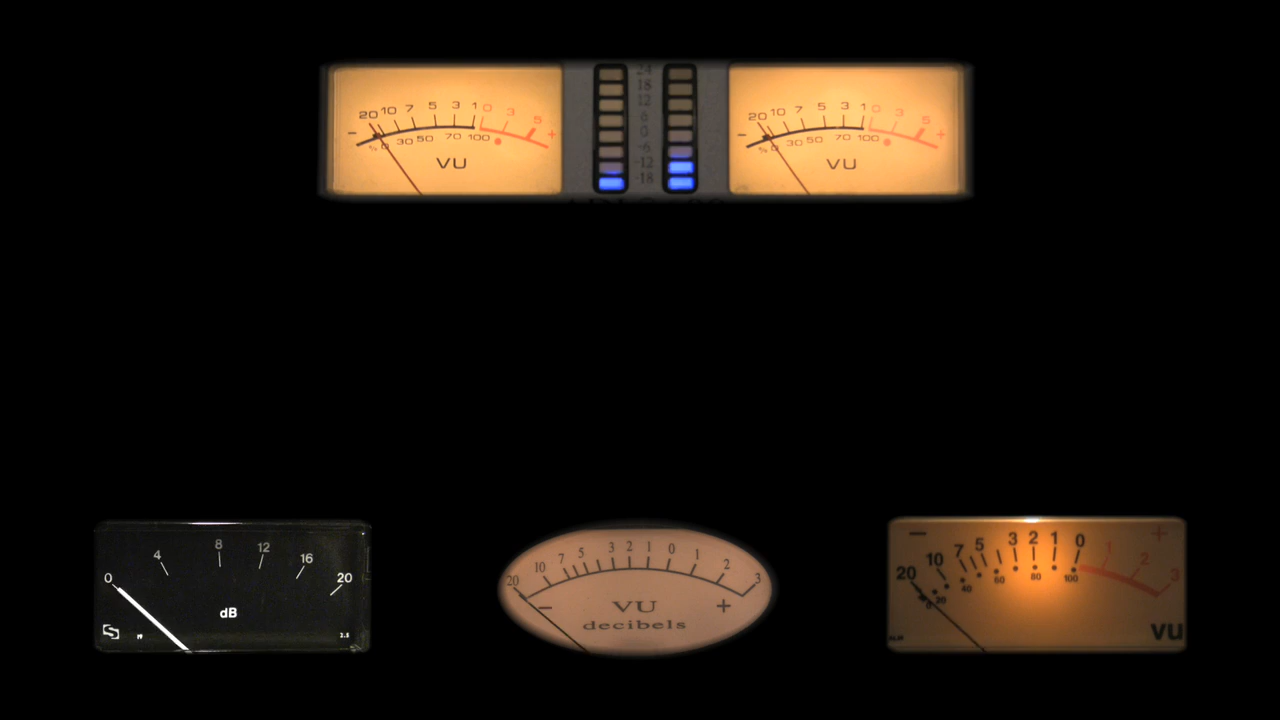 20 10 7 5 3 1 0 3 5
− +
% 0 30 50 70 100
VU
24
18
12
6
0
-6
-12
-18
20 10 7 5 3 1 0 3 5
− +
% 0 30 50 70 100
VU
0 4 8 12 16 20
dB
20 10 7 5 3 2 1 0 1 2 3
− +
VU
decibels
− +
20 10 7 5 3 2 1 0 1 2 3
0 20 40 60 80 100
VU